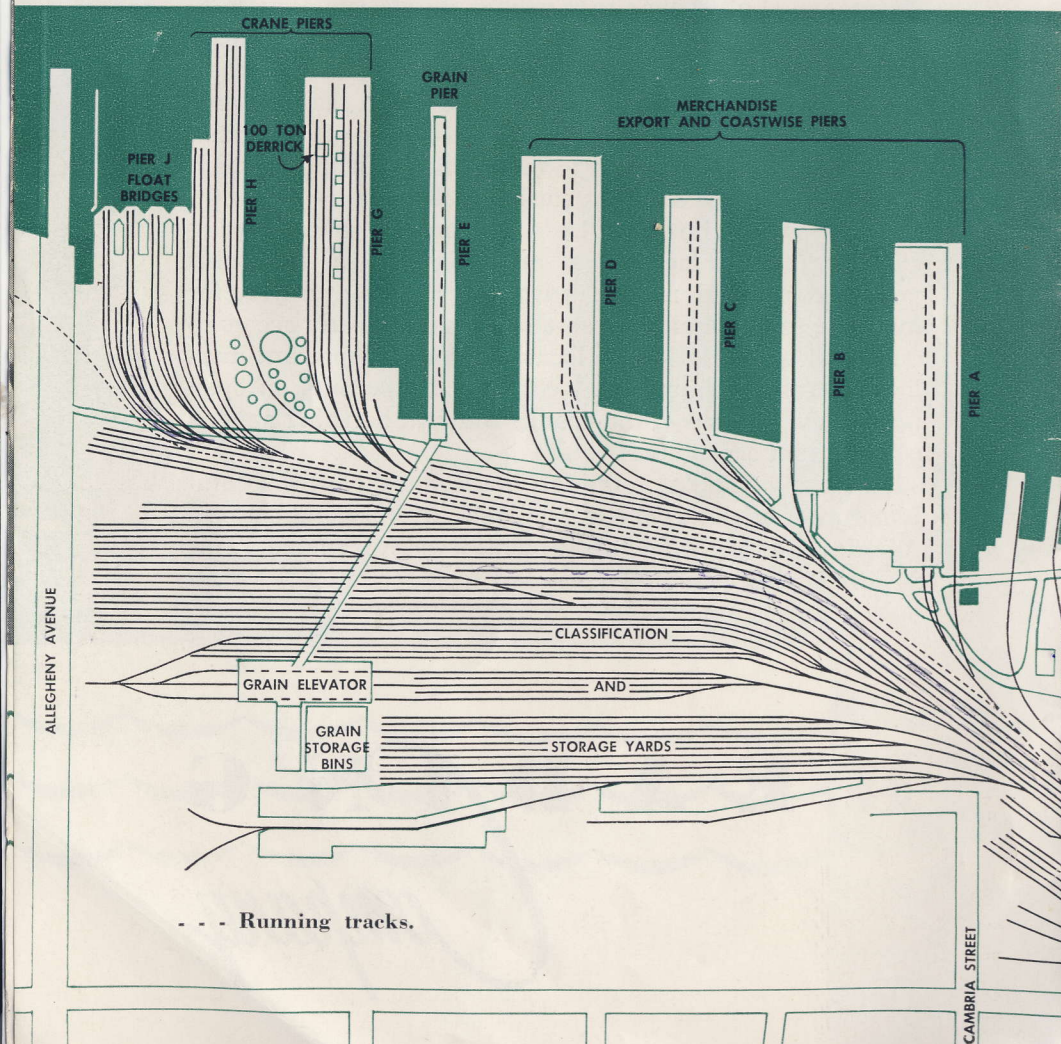 CRANE PIERS
GRAIN
PIER
MERCHANDISE
EXPORT AND COASTWISE PIERS
100 TON
DERRICK
PIER J
FLOAT
BRIDGES
PIER H
PIER G
PIER E
PIER D
PIER C
PIER B
PIER A
ALLEGHENY AVENUE
CLASSIFICATION
AND
STORAGE YARDS
GRAIN ELEVATOR
GRAIN
STORAGE
BINS
- - - Running tracks.
CAMBRIA STREET